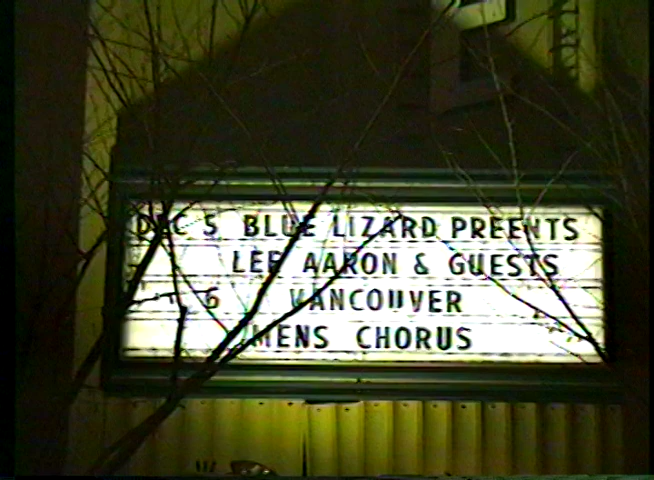 DEC 5 BLUE LIZARD PREENTS
LEE AARON & GUESTS
6 VANCOUVER
MENS CHORUS